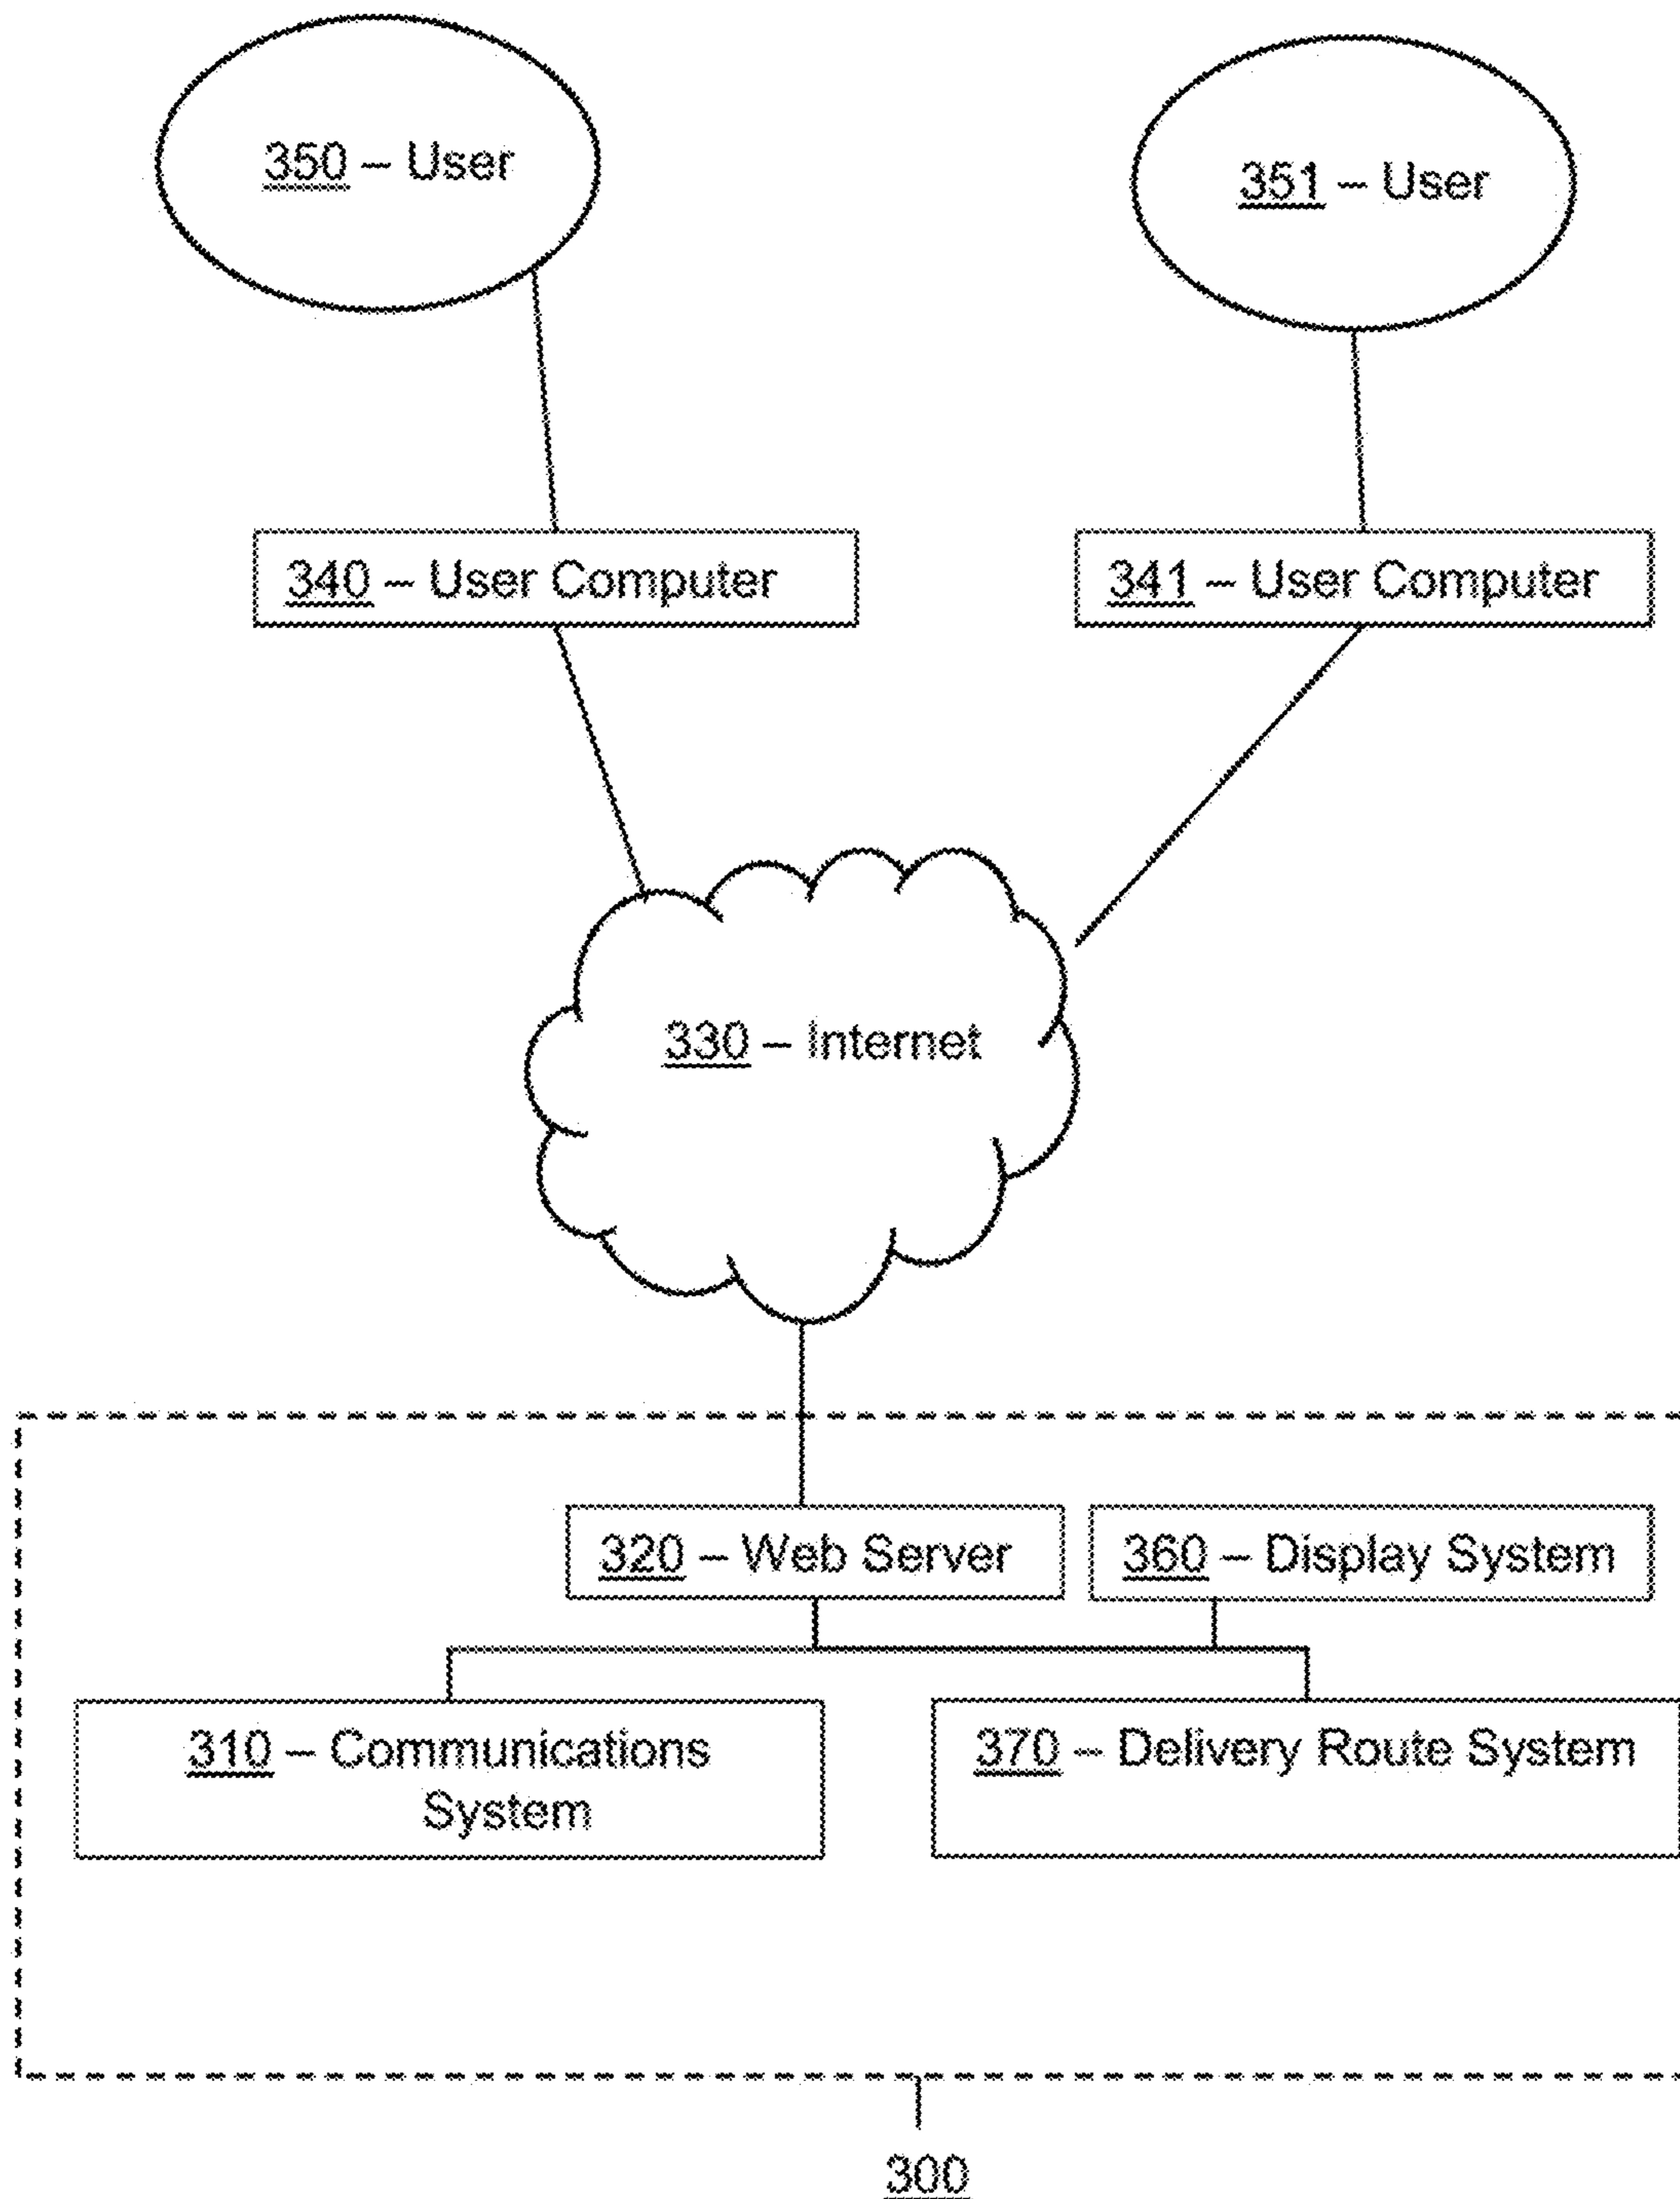 350 – User
351 – User
340 – User Computer
341 – User Computer
330 – Internet
320 – Web Server
360 – Display System
310 – Communications
System
370 – Delivery Route System
300